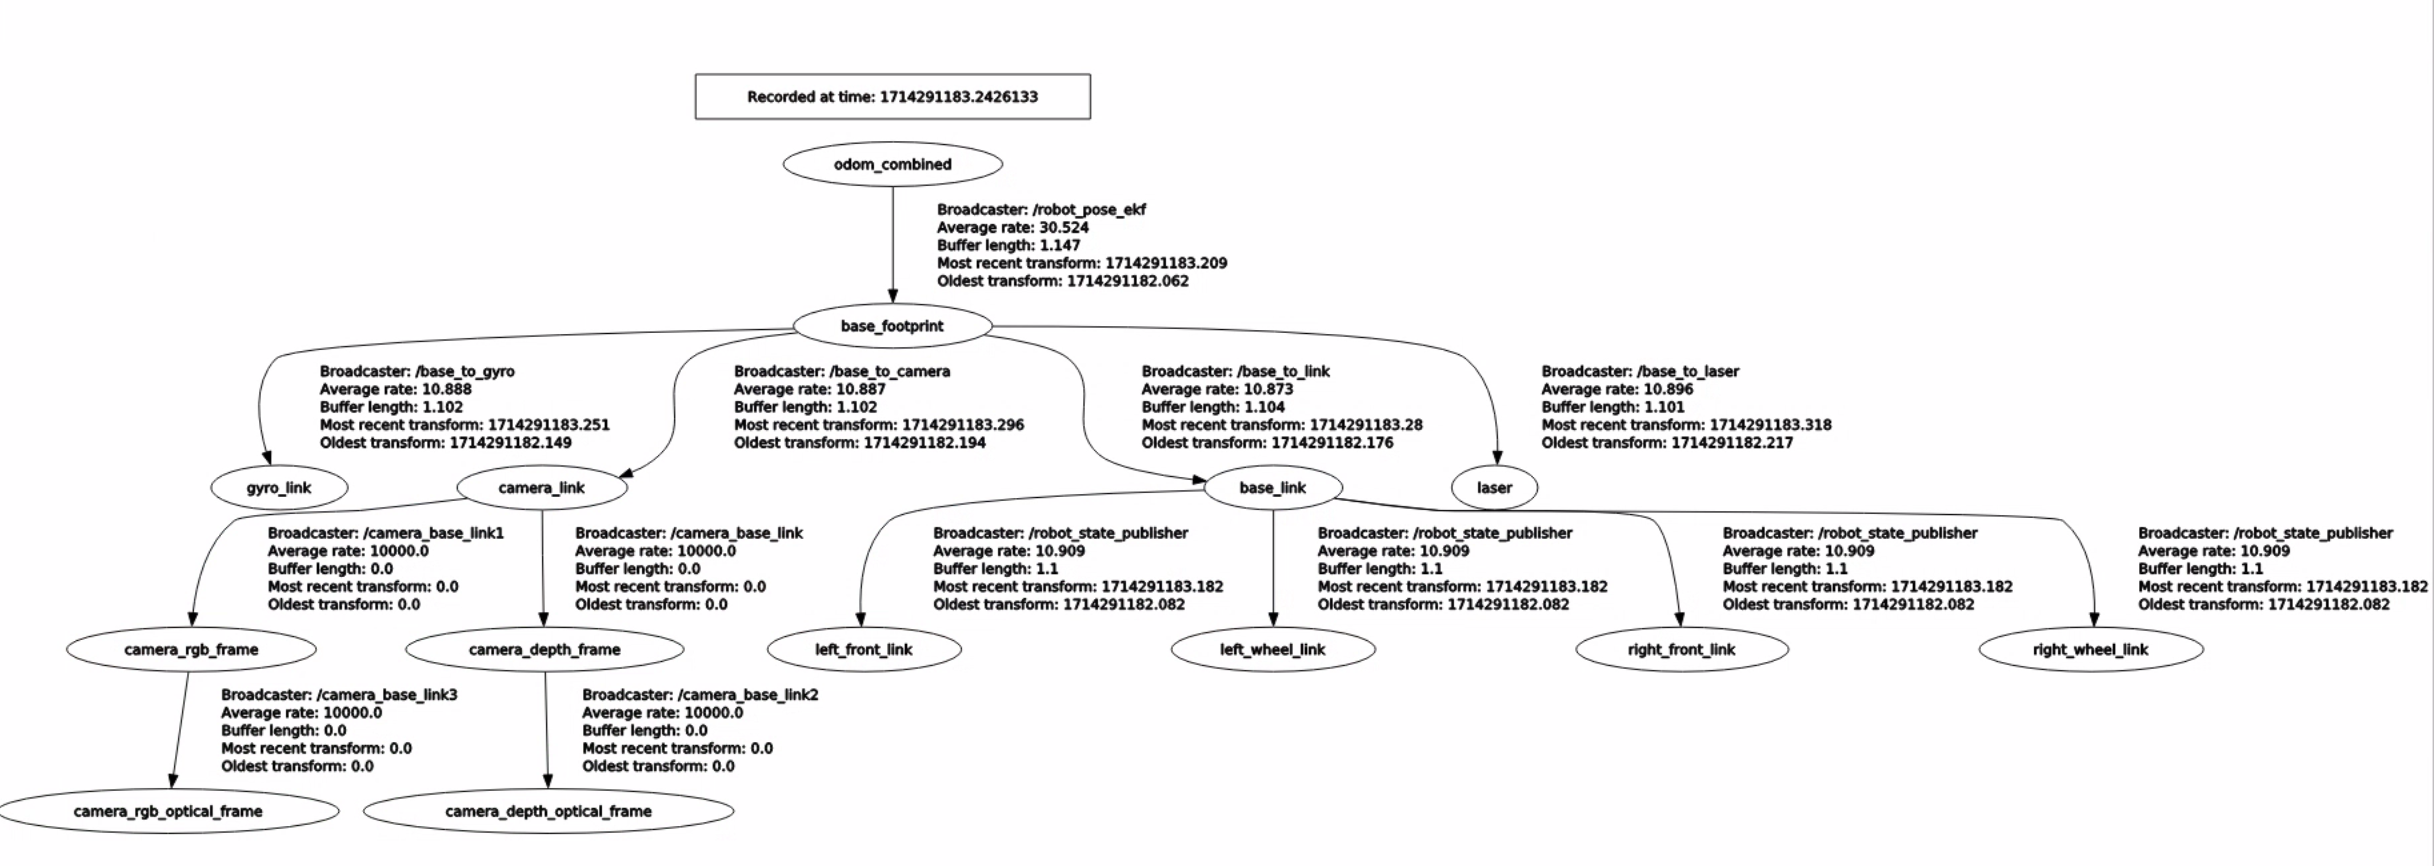 Recorded at time: 1714291183.2426133
odom_combined
Broadcaster: /robot_pose_ekf
Average rate: 30.524
Buffer length: 1.147
Most recent transform: 1714291183.209
Oldest transform: 1714291182.062
base_footprint
Broadcaster: /base_to_gyro
Average rate: 10.888
Buffer length: 1.102
Most recent transform: 1714291183.251
Oldest transform: 1714291182.149
Broadcaster: /base_to_camera
Average rate: 10.887
Buffer length: 1.102
Most recent transform: 1714291183.296
Oldest transform: 1714291182.194
Broadcaster: /base_to_link
Average rate: 10.873
Buffer length: 1.104
Most recent transform: 1714291183.28
Oldest transform: 1714291182.176
Broadcaster: /base_to_laser
Average rate: 10.896
Buffer length: 1.101
Most recent transform: 1714291183.318
Oldest transform: 1714291182.217
gyro_link
camera_link
base_link
laser
Broadcaster: /camera_base_link1
Average rate: 10000.0
Buffer length: 0.0
Most recent transform: 0.0
Oldest transform: 0.0
Broadcaster: /camera_base_link
Average rate: 10000.0
Buffer length: 0.0
Most recent transform: 0.0
Oldest transform: 0.0
Broadcaster: /robot_state_publisher
Average rate: 10.909
Buffer length: 1.1
Most recent transform: 1714291183.182
Oldest transform: 1714291182.082
Broadcaster: /robot_state_publisher
Average rate: 10.909
Buffer length: 1.1
Most recent transform: 1714291183.182
Oldest transform: 1714291182.082
Broadcaster: /robot_state_publisher
Average rate: 10.909
Buffer length: 1.1
Most recent transform: 1714291183.182
Oldest transform: 1714291182.082
Broadcaster: /robot_state_publisher
Average rate: 10.909
Buffer length: 1.1
Most recent transform: 1714291183.182
Oldest transform: 1714291182.082
camera_rgb_frame
camera_depth_frame
left_front_link
left_wheel_link
right_front_link
right_wheel_link
Broadcaster: /camera_base_link3
Average rate: 10000.0
Buffer length: 0.0
Most recent transform: 0.0
Oldest transform: 0.0
Broadcaster: /camera_base_link2
Average rate: 10000.0
Buffer length: 0.0
Most recent transform: 0.0
Oldest transform: 0.0
camera_rgb_optical_frame
camera_depth_optical_frame